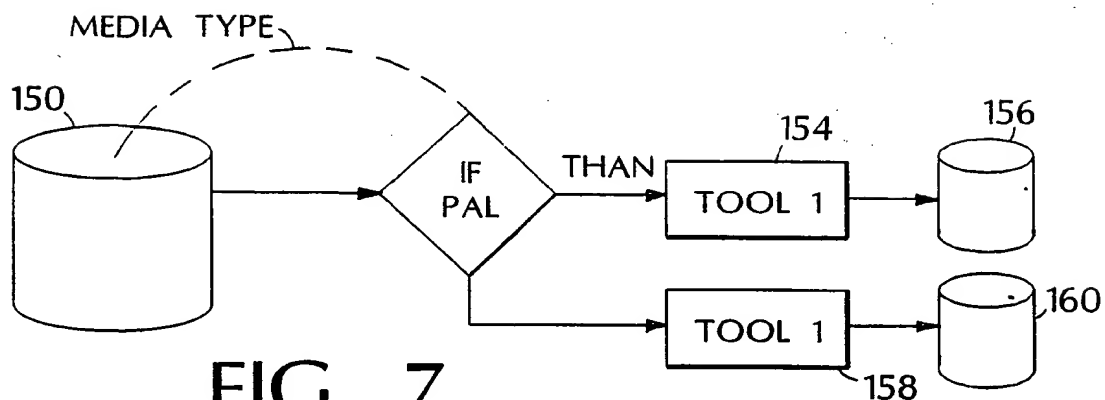 MEDIA TYPE
150
IF
PAL
THAN
154
TOOL 1
156
TOOL 1
158
160
FIG. 7